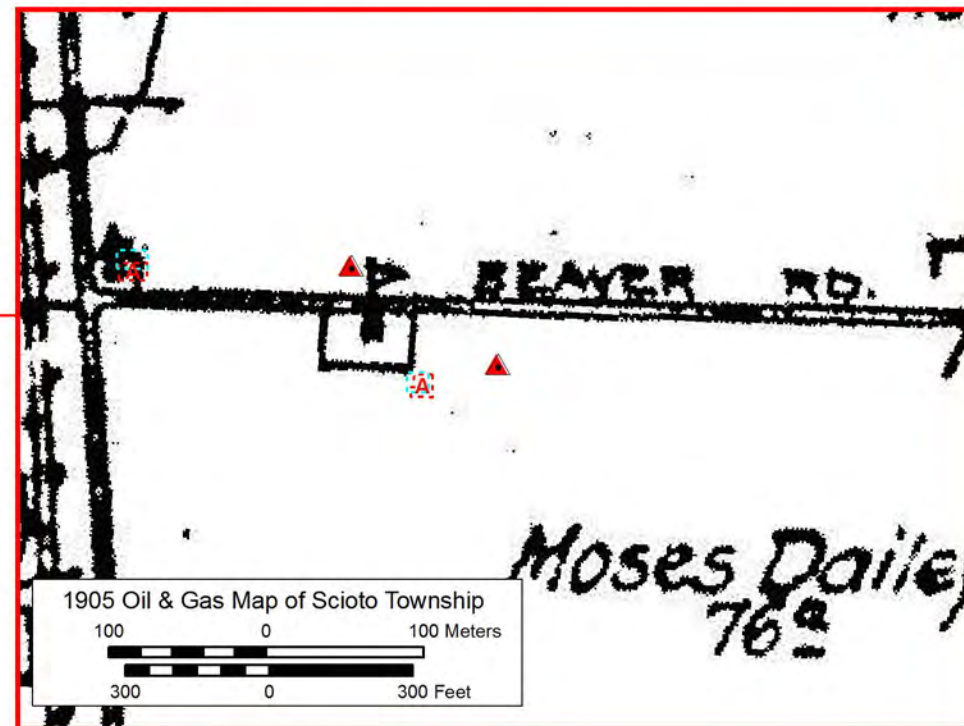 A
BEAVER RD.
A
Moses Daile
76a
1905 Oil & Gas Map of Scioto Township
100 0 100 Meters
300 0 300 Feet